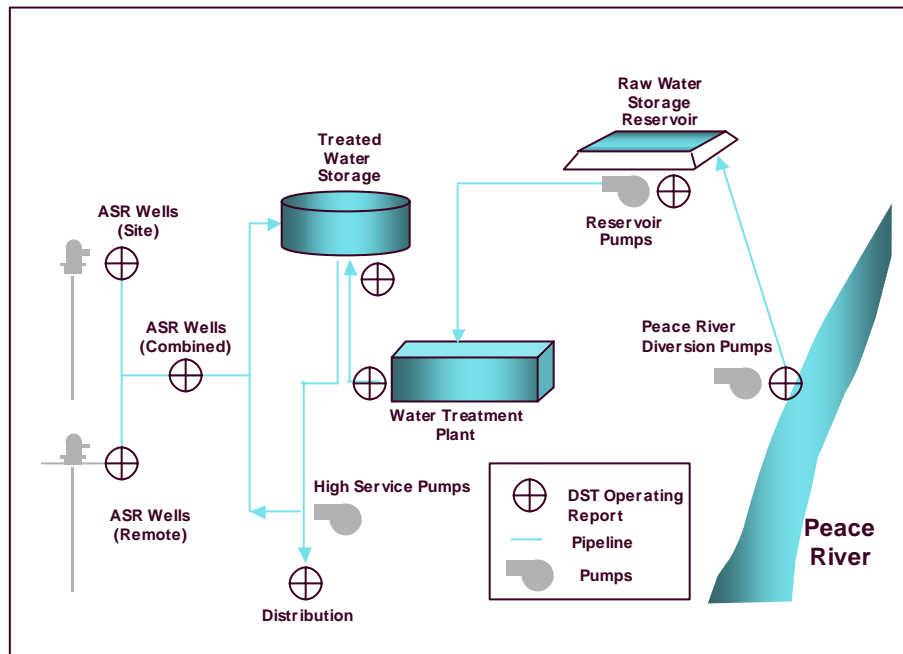 Raw Water
Storage
Reservoir
Treated
Water
Storage
ASR Wells
(Site)
Reservoir
Pumps
ASR Wells
(Combined)
Peace River
Diversion Pumps
Water Treatment
Plant
High Service Pumps
ASR Wells
(Remote)
DST Operating
Report
Pipeline
Pumps
Peace
River
Distribution